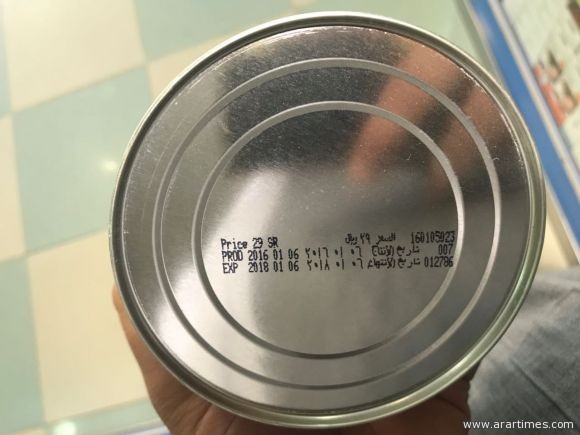 Price 29 SR السعر ٢٩ ريال 160105023
PROD 2016 01 06 ٢٠١٦ ٠١ ٠٦ تاريخ الإنتاج 007
EXP 2018 01 06 ٢٠١٨ ٠١ ٠٦ تاريخ الانتهاء 012786
www.arartimes.com